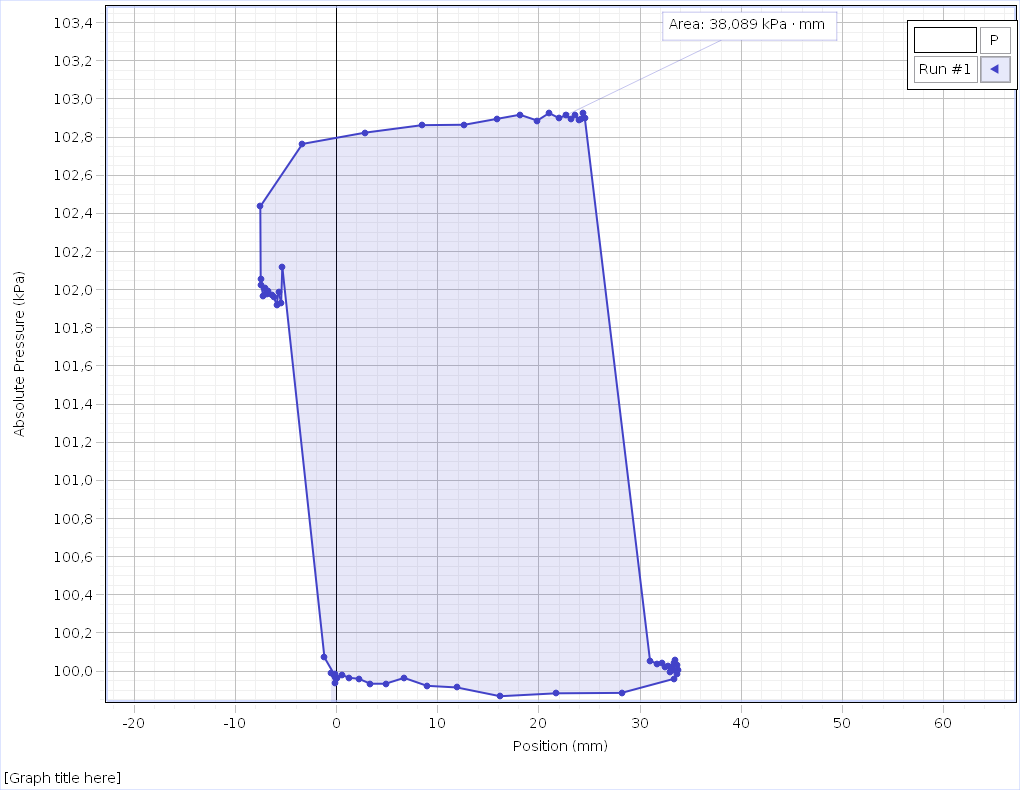 Area: 38,089 kPa · mm
P
Run #1
103,4
103,2
103,0
102,8
102,6
102,4
102,2
102,0
101,8
101,6
101,4
101,2
101,0
100,8
100,6
100,4
100,2
100,0
Absolute Pressure (kPa)
-20 -10 0 10 20 30 40 50 60
Position (mm)
[Graph title here]